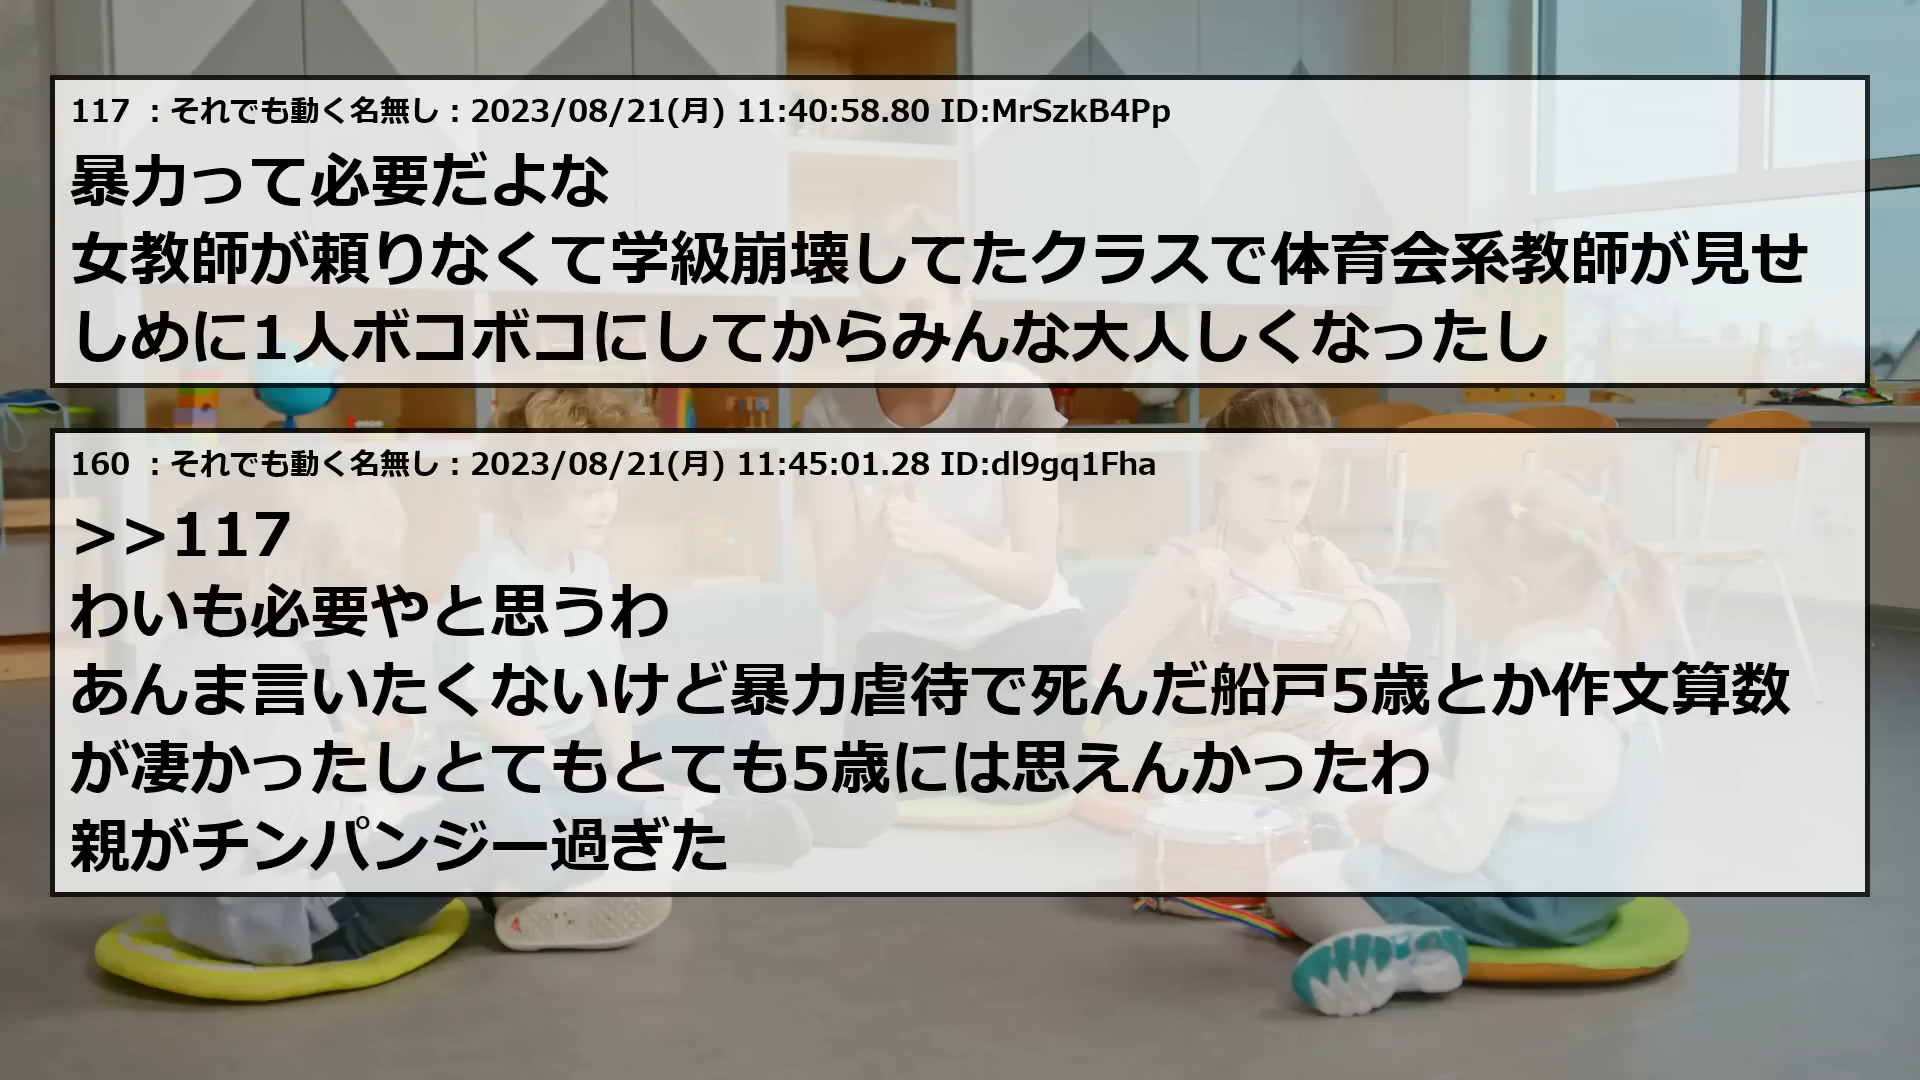 117 ：それでも動く名無し：2023/08/21(月) 11:40:58.80 ID:MrSzkB4Pp
暴力って必要だよな
女教師が頼りなくて学級崩壊してたクラスで体育会系教師が見せ
しめに1人ボコボコにしてからみんな大人しくなったし
160 ：それでも動く名無し：2023/08/21(月) 11:45:01.28 ID:dl9gq1Fha
>>117
わいも必要やと思うわ
あんま言いたくないけど暴力虐待で死んだ船戸5歳とか作文算数
が凄かったしとてもとても5歳には思えんかったわ
親がチンパンジー過ぎた